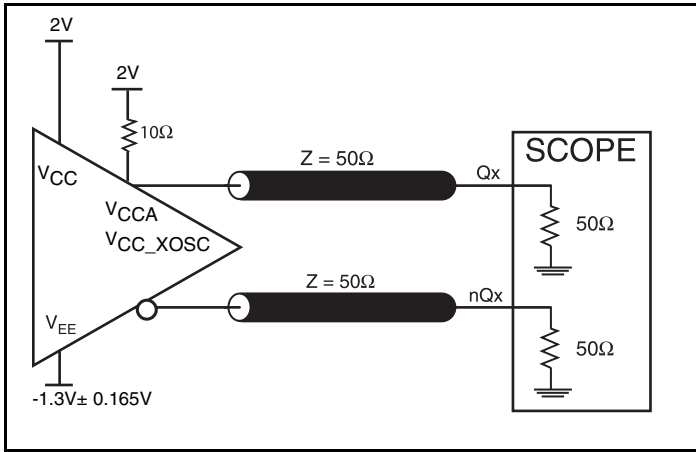 2V
2V
10Ω
VCC
VCCA
VCC_XOSC
VEE
-1.3V± 0.165V
Z = 50Ω
Qx
SCOPE
50Ω
Z = 50Ω
nQx
50Ω